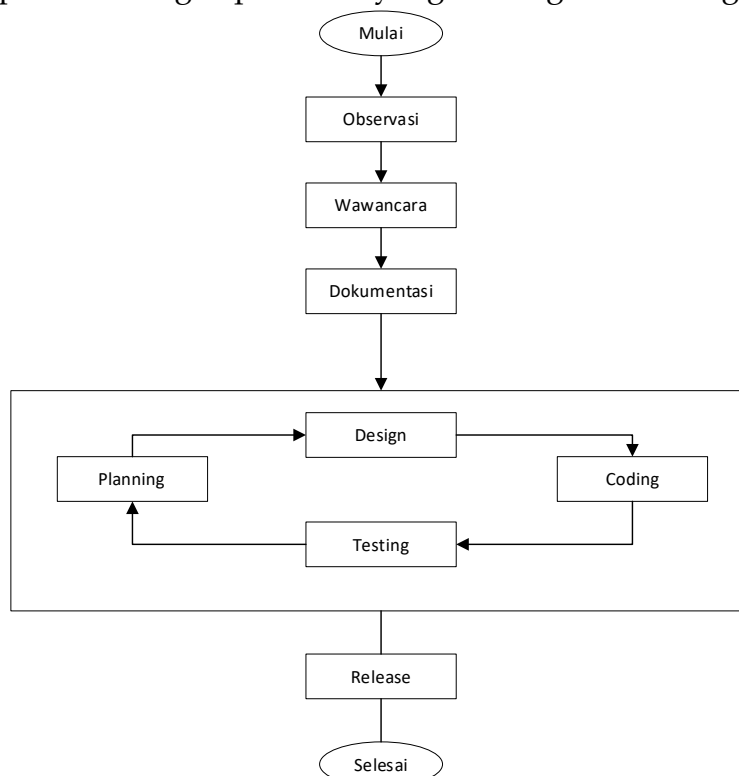 Mulai
Observasi
Wawancara
Dokumentasi
Design
Planning
Coding
Testing
Release
Selesai